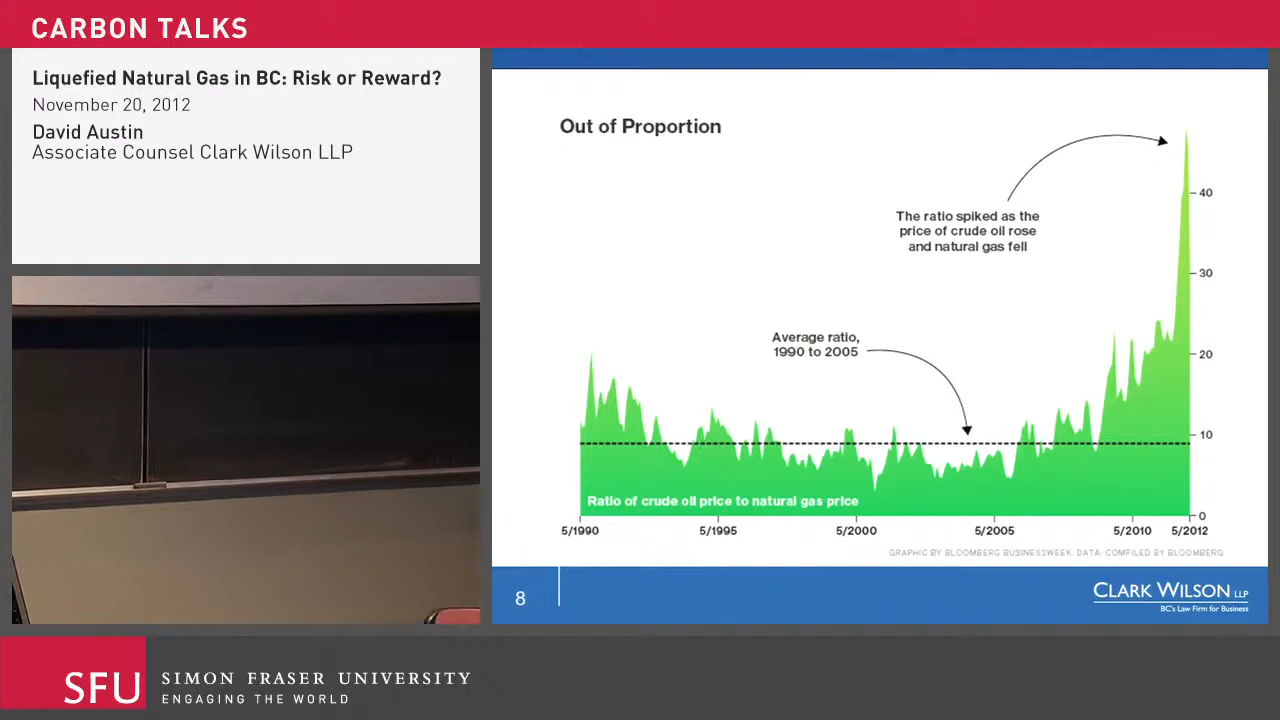 CARBON TALKS
Liquefied Natural Gas in BC: Risk or Reward?
November 20, 2012
David Austin
Associate Counsel Clark Wilson LLP
Out of Proportion
The ratio spiked as the
price of crude oil rose
and natural gas fell
Average ratio,
1990 to 2005
40
30
20
10
0
Ratio of crude oil price to natural gas price
5/1990
5/1995
5/2000
5/2005
5/2010
5/2012
GRAPHIC BY BLOOMBERG BUSINESSWEEK. DATA: COMPILED BY BLOOMBERG
8
CLARK WILSON LLP
BC's Law Firm for Business
SFU
SIMON FRASER UNIVERSITY
ENGAGING THE WORLD